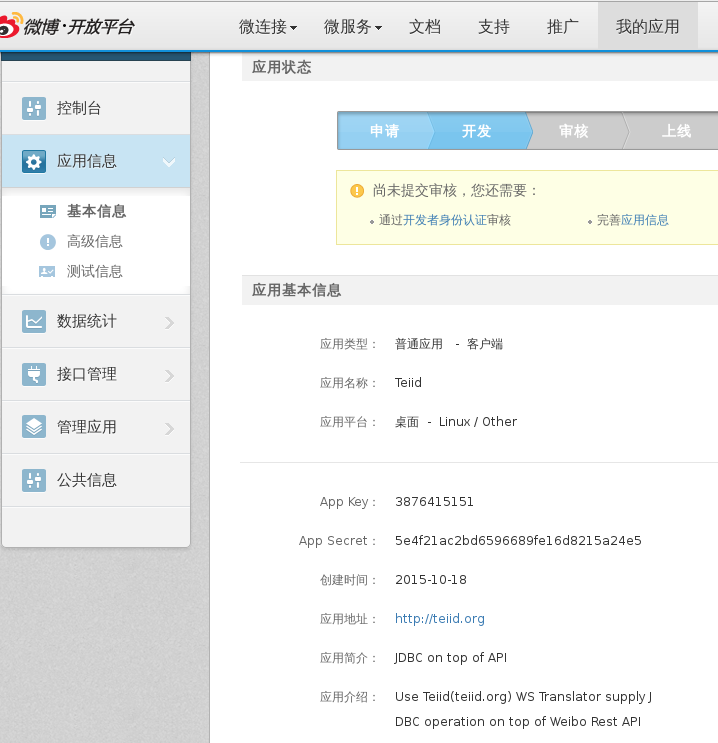 微博·开放平台 微连接 微服务 文档 支持 推广 我的应用
控制台
应用信息
基本信息
高级信息
测试信息
数据统计
接口管理
管理应用
公共信息
应用状态
申请 开发 审核 上线
尚未提交审核，您还需要：
通过开发者身份认证审核 完善应用信息
应用基本信息
应用类型： 普通应用 - 客户端
应用名称： Teiid
应用平台： 桌面 - Linux / Other
App Key： 3876415151
App Secret： 5e4f21ac2bd6596689fe16d8215a24e5
创建时间： 2015-10-18
应用地址： http://teiid.org
应用简介： JDBC on top of API
应用介绍： Use Teiid(teiid.org) WS Translator supply J
DBC operation on top of Weibo Rest API